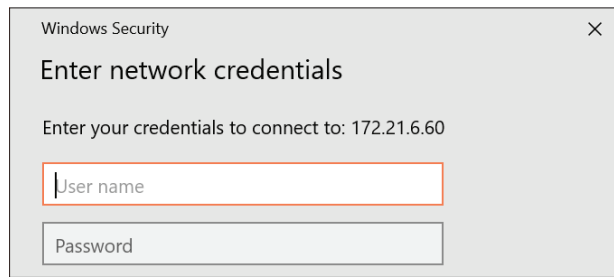 Windows Security
Enter network credentials
Enter your credentials to connect to: 172.21.6.60
User name
Password